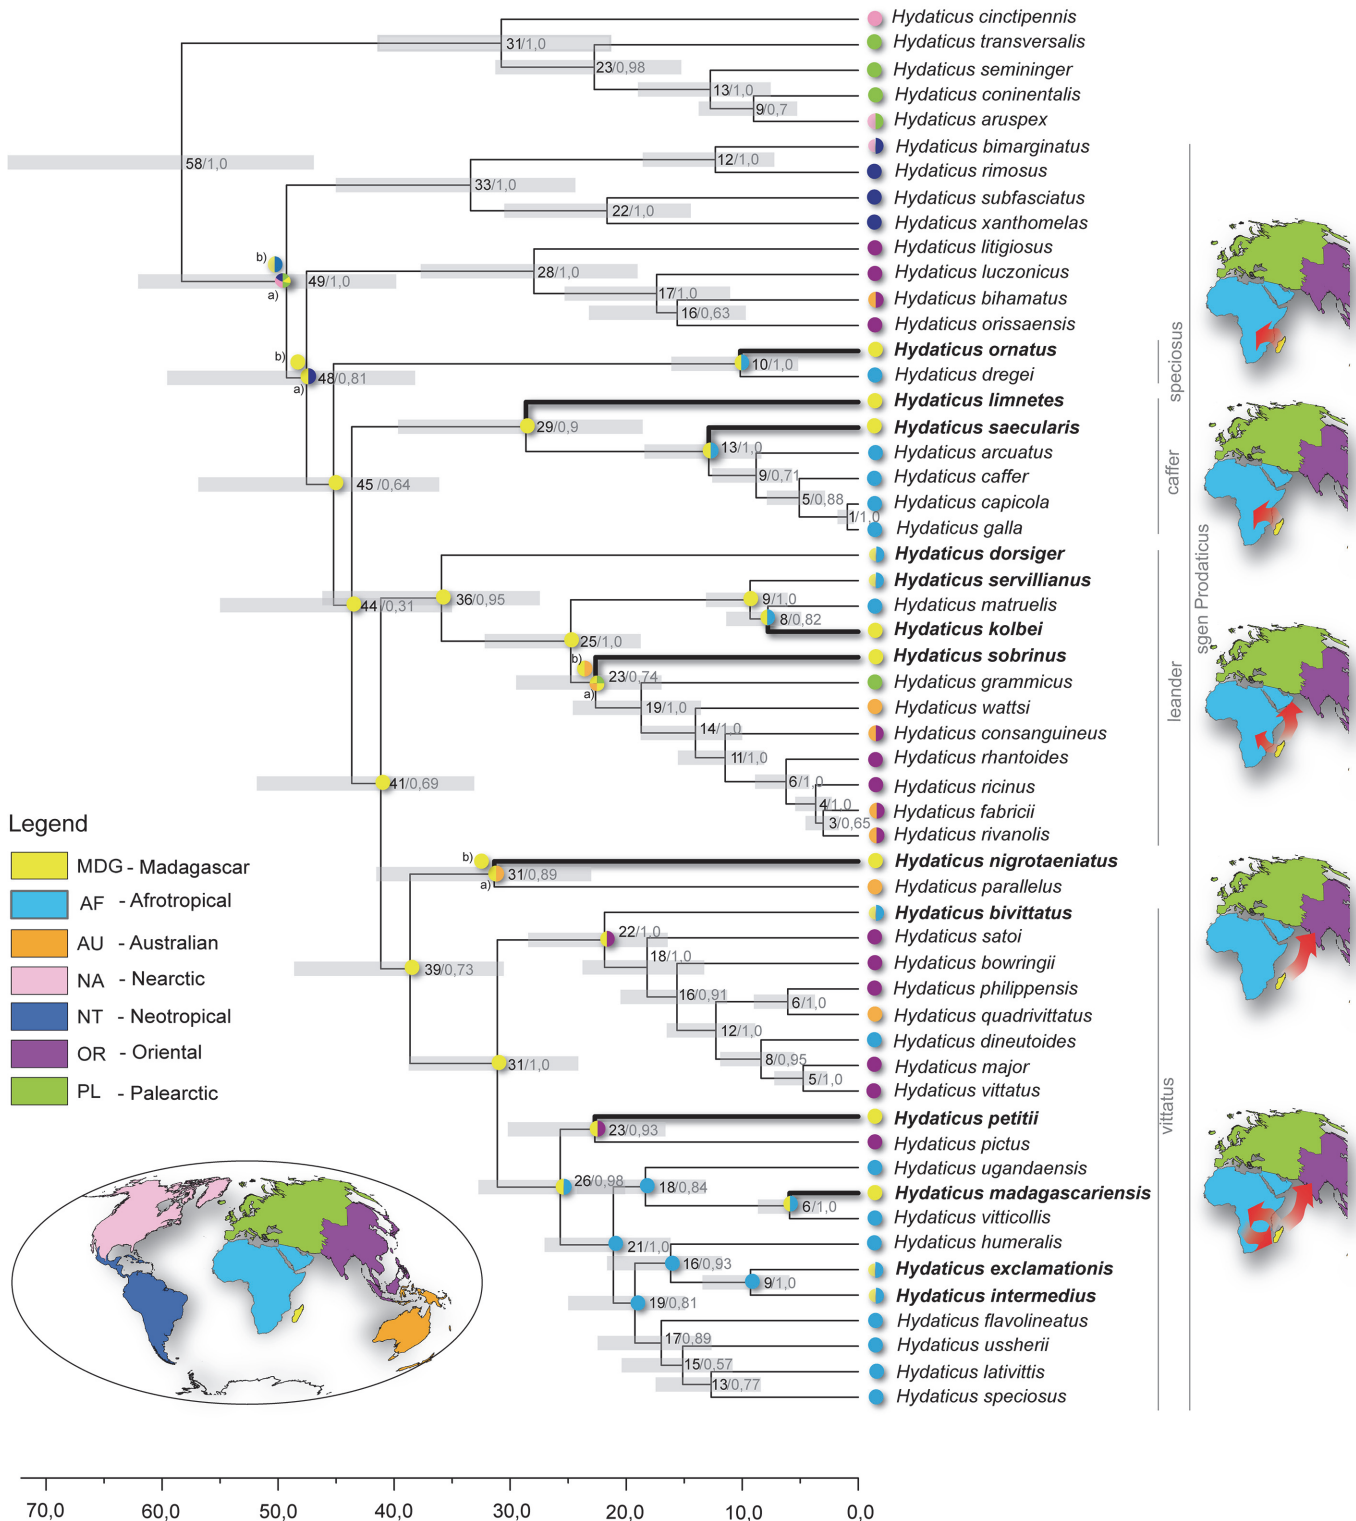 Hydaticus cinctipennis
31/1,0
Hydaticus transversalis
23/0,98
Hydaticus semininger
13/1,0
Hydaticus coninentalis
9/0,7
Hydaticus aruspex
58/1,0
Hydaticus bimarginatus
12/1,0
Hydaticus rimosus
33/1,0
Hydaticus subfasciatus
22/1,0
Hydaticus xanthomelas
b)
49/1,0
a)
Hydaticus litigiosus
28/1,0
Hydaticus luczonicus
17/1,0
Hydaticus bihamatus
16/0,63
Hydaticus orissaensis
b)
48/0,81
a)
Hydaticus ornatus
10/1,0
Hydaticus dregei
speciosus
45/0,64
Hydaticus limnetes
29/0,9
Hydaticus saecularis
13/1,0
Hydaticus arcuatus
9/0,71
Hydaticus caffer
5/0,88
Hydaticus capicola
1/1,0
Hydaticus galla
caffer
44/0,31
Hydaticus dorsiger
36/0,95
Hydaticus servillianus
9/1,0
Hydaticus matruelis
8/0,82
Hydaticus kolbei
25/1,0
b)
Hydaticus sobrinus
23/0,74
a)
Hydaticus grammicus
19/1,0
Hydaticus wattsi
14/1,0
Hydaticus consanguineus
11/1,0
Hydaticus rhantoides
6/1,0
Hydaticus ricinus
4/1,0
Hydaticus fabricii
3/0,65
Hydaticus rivanolis
leander
sgen Prodaticus
41/0,69
b)
Hydaticus nigrotaeniatus
31/0,89
a)
Hydaticus parallelus
39/0,73
Hydaticus bivittatus
22/1,0
Hydaticus satoi
18/1,0
Hydaticus bowringii
16/0,91
Hydaticus philippensis
6/1,0
Hydaticus quadrivittatus
12/1,0
Hydaticus dineutoides
8/0,95
Hydaticus major
5/1,0
Hydaticus vittatus
31/1,0
Hydaticus petitii
23/0,93
Hydaticus pictus
26/0,98
Hydaticus ugandaensis
18/0,84
Hydaticus madagascariensis
6/1,0
Hydaticus vitticollis
21/1,0
Hydaticus humeralis
16/0,93
Hydaticus exclamationis
9/1,0
Hydaticus intermedius
19/0,81
Hydaticus flavolineatus
17/0,89
Hydaticus ussherii
15/0,57
Hydaticus lativittis
13/0,77
Hydaticus speciosus
vittatus
Legend
MDG - Madagascar
AF - Afrotropical
AU - Australian
NA - Nearctic
NT - Neotropical
OR - Oriental
PL - Palearctic
70,0 60,0 50,0 40,0 30,0 20,0 10,0 0,0